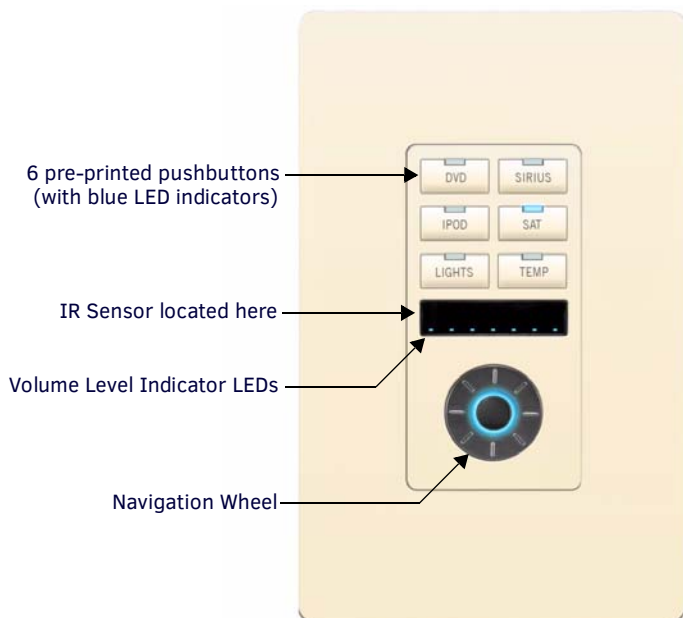 6 pre-printed pushbuttons
(with blue LED indicators)
DVD SIRIUS
IPOD SAT
LIGHTS TEMP
IR Sensor located here
Volume Level Indicator LEDs
Navigation Wheel